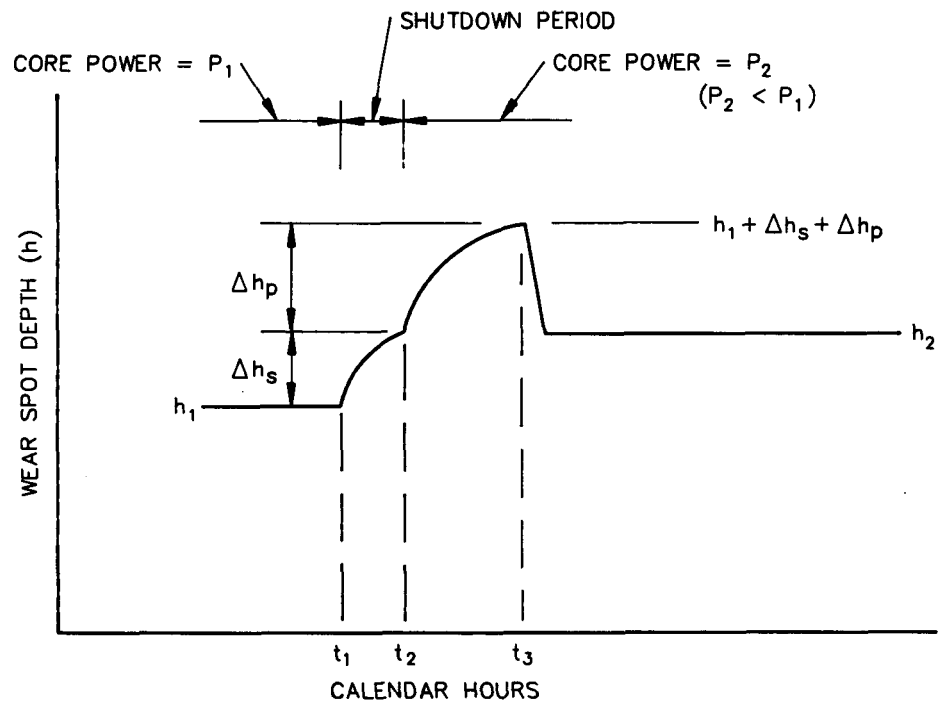 SHUTDOWN PERIOD
CORE POWER = P₁
CORE POWER = P₂
(P₂ < P₁)
h₁ + Δhₛ + Δhₚ
Δhₚ
h₂
Δhₛ
h₁
WEAR SPOT DEPTH (h)
t₁ t₂ t₃
CALENDAR HOURS